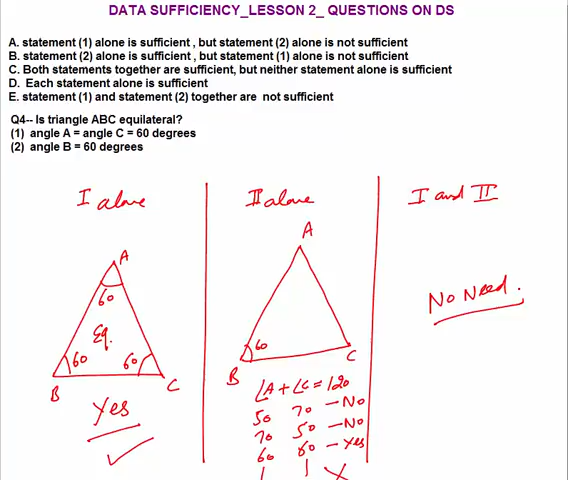 DATA SUFFICIENCY_LESSON 2_ QUESTIONS ON DS
A. statement (1) alone is sufficient , but statement (2) alone is not sufficient
B. statement (2) alone is sufficient , but statement (1) alone is not sufficient
C. Both statements together are sufficient, but neither statement alone is sufficient
D. Each statement alone is sufficient
E. statement (1) and statement (2) together are not sufficient
Q4-- Is triangle ABC equilateral?
(1) angle A = angle C = 60 degrees
(2) angle B = 60 degrees
I alone
A
60
Eq.
60 60
B C
Yes
II alone
A
60
B C
∠A + ∠C = 120
50 70 - No
70 50 - No
60 60 - Yes
I and II
No Need.